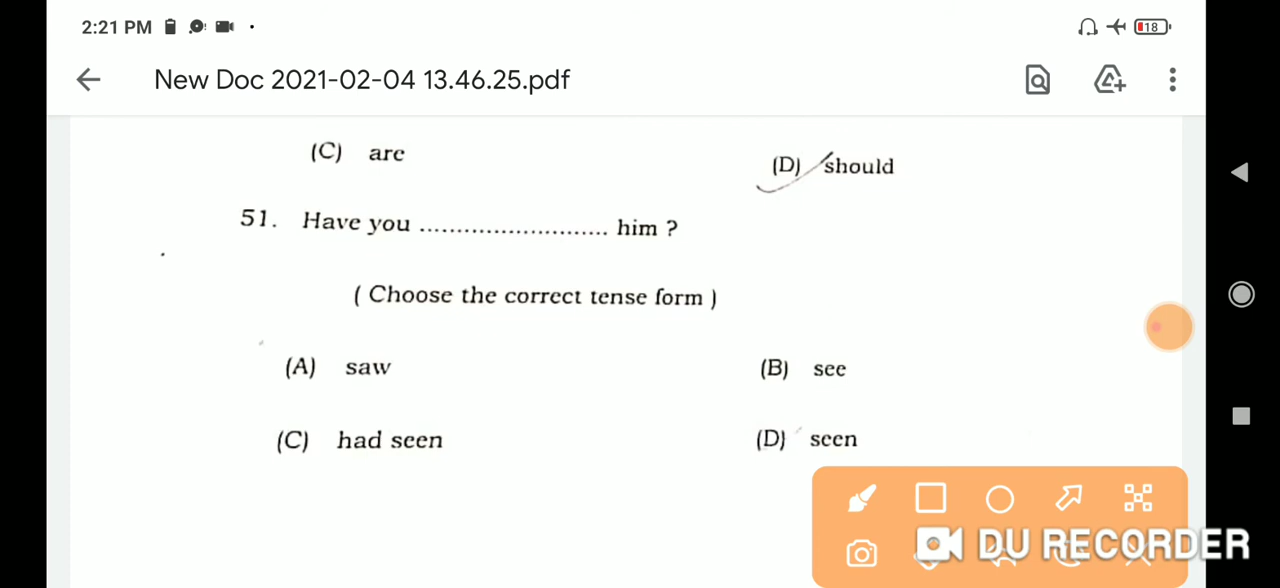 2:21 PM
18
New Doc 2021-02-04 13.46.25.pdf
(C) are
(D) should
51. Have you .......................... him ?
( Choose the correct tense form )
(A) saw
(B) see
(C) had seen
(D) seen
DU RECORDER